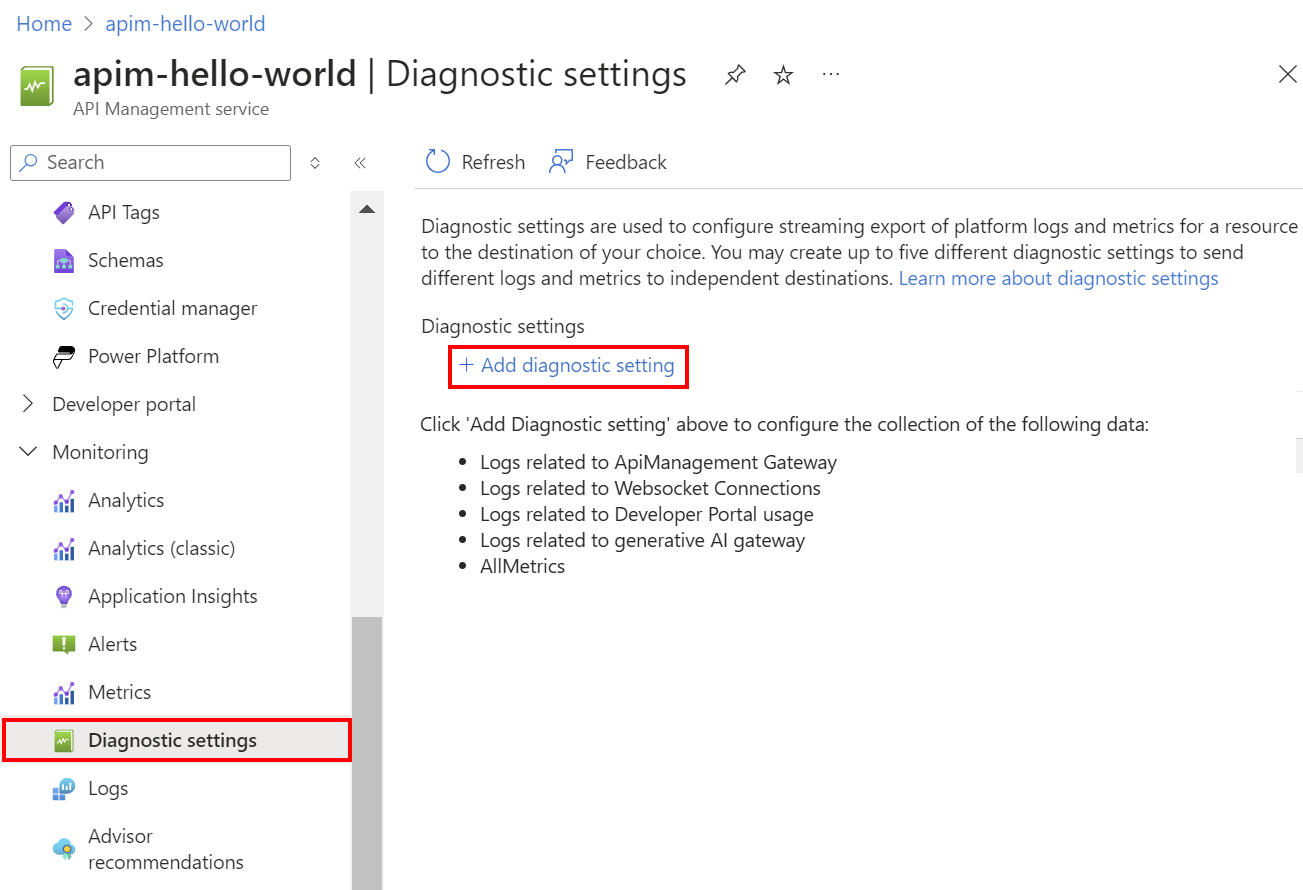 Home > apim-hello-world
apim-hello-world | Diagnostic settings
API Management service
Search
API Tags
Schemas
Credential manager
Power Platform
Developer portal
Monitoring
Analytics
Analytics (classic)
Application Insights
Alerts
Metrics
Diagnostic settings
Logs
Advisor
recommendations
Refresh
Feedback
Diagnostic settings are used to configure streaming export of platform logs and metrics for a resource
to the destination of your choice. You may create up to five different diagnostic settings to send
different logs and metrics to independent destinations. Learn more about diagnostic settings
Diagnostic settings
+ Add diagnostic setting
Click 'Add Diagnostic setting' above to configure the collection of the following data:
• Logs related to ApiManagement Gateway
• Logs related to Websocket Connections
• Logs related to Developer Portal usage
• Logs related to generative AI gateway
• AllMetrics